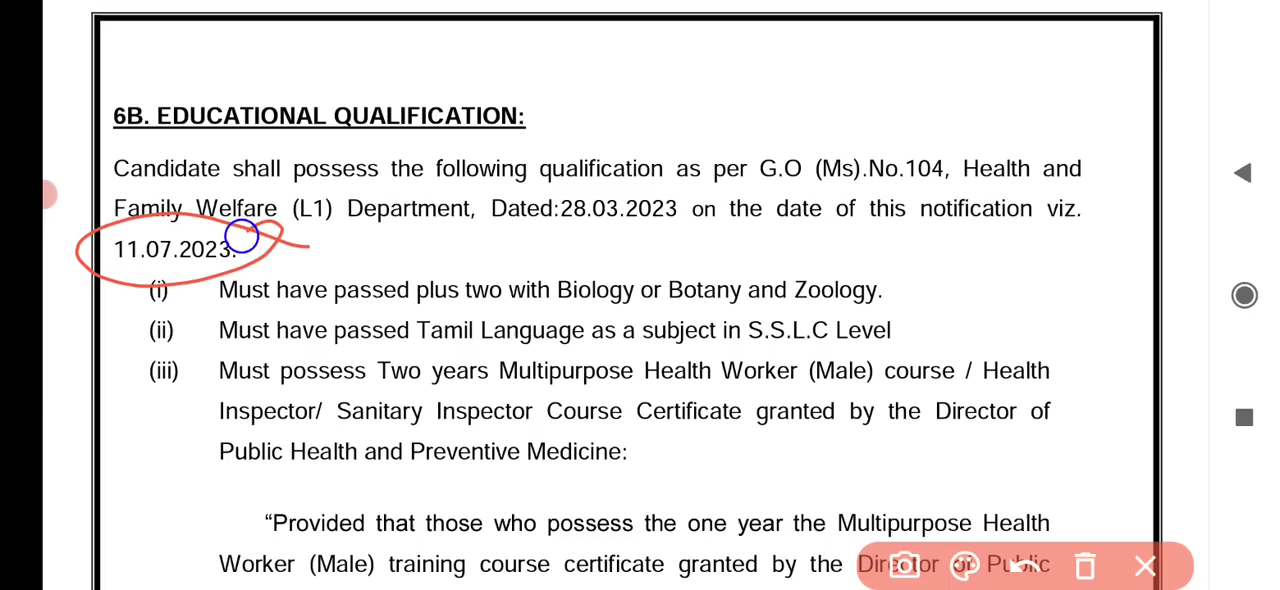 6B. EDUCATIONAL QUALIFICATION:
Candidate shall possess the following qualification as per G.O (Ms).No.104, Health and
Family Welfare (L1) Department, Dated:28.03.2023 on the date of this notification viz.
11.07.2023.
(i) Must have passed plus two with Biology or Botany and Zoology.
(ii) Must have passed Tamil Language as a subject in S.S.L.C Level
(iii) Must possess Two years Multipurpose Health Worker (Male) course / Health
Inspector/ Sanitary Inspector Course Certificate granted by the Director of
Public Health and Preventive Medicine:
“Provided that those who possess the one year the Multipurpose Health
Worker (Male) training course certificate granted by the Director of Public